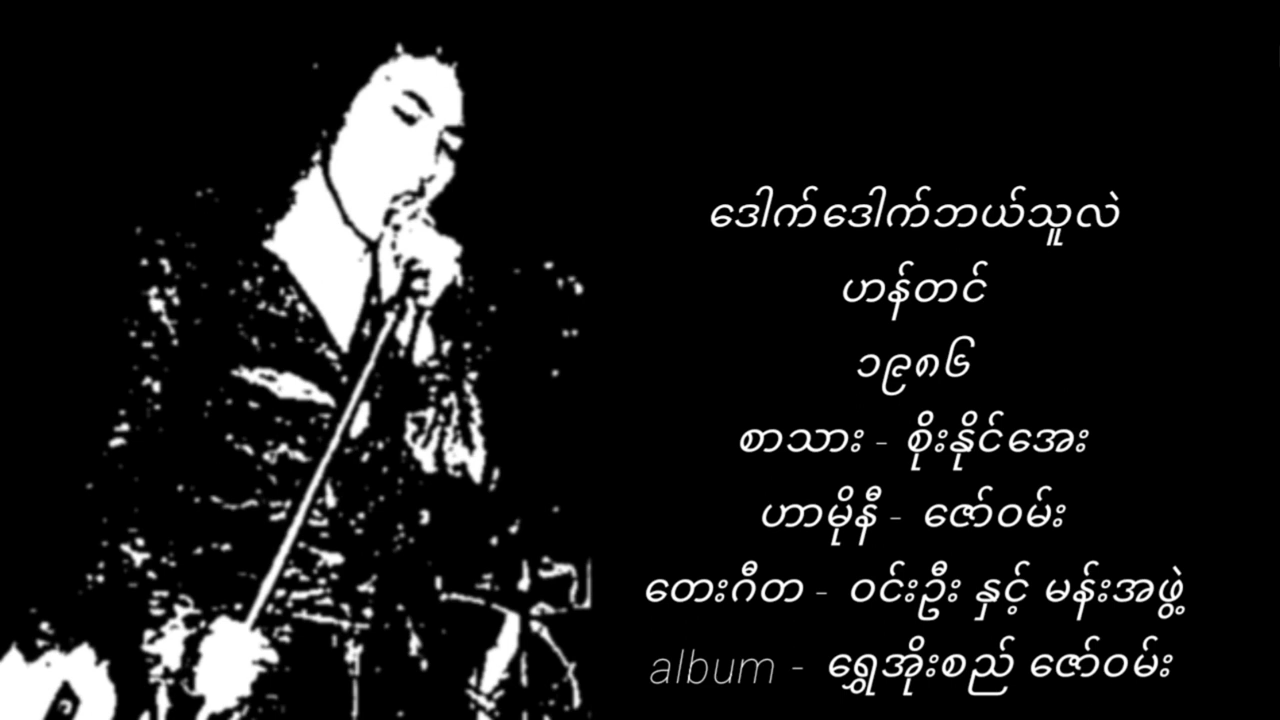 ဒေါက်ဒေါက်ဘယ်သူလဲ
ဟန်တင်
၁၉၈၆
စာသား - စိုးနိုင်အေး
ဟာမိုနီ - ဇော်ဝမ်း
တေးဂီတ - ဝင်းဦး နှင့် မန်းအဖွဲ့
album - ရွှေအိုးစည် ဇော်ဝမ်း